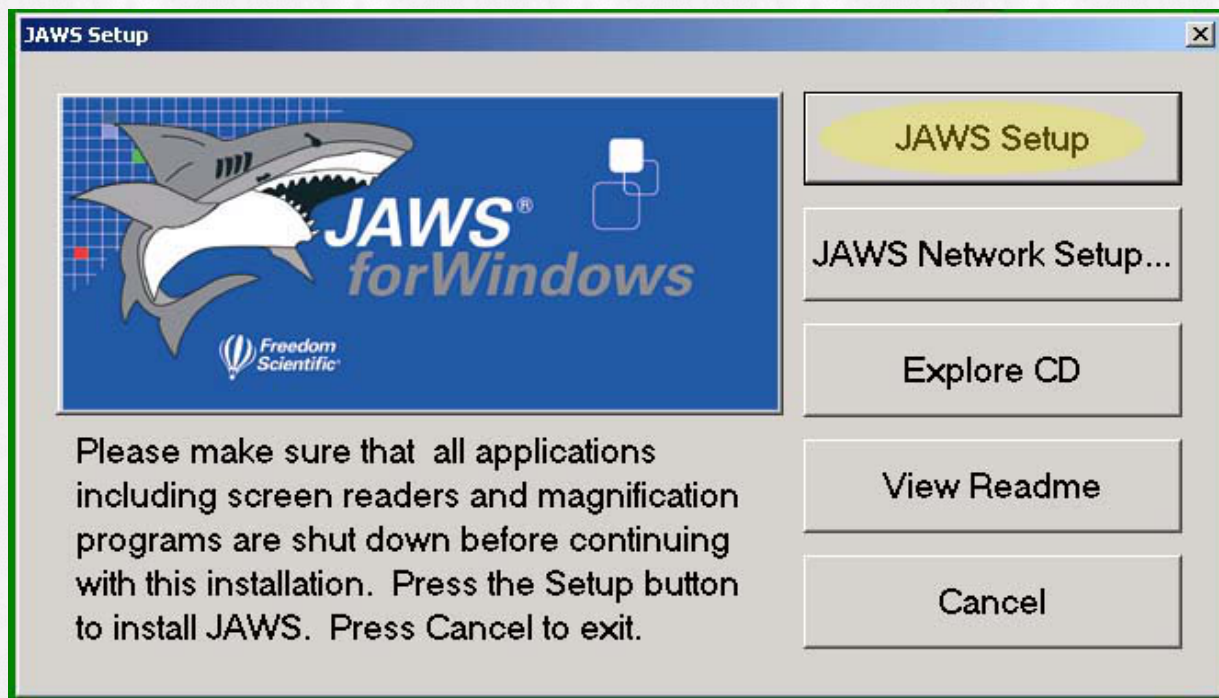 JAWS Setup
JAWS®
for Windows
Freedom
Scientific
Please make sure that all applications
including screen readers and magnification
programs are shut down before continuing
with this installation. Press the Setup button
to install JAWS. Press Cancel to exit.
JAWS Setup
JAWS Network Setup...
Explore CD
View Readme
Cancel